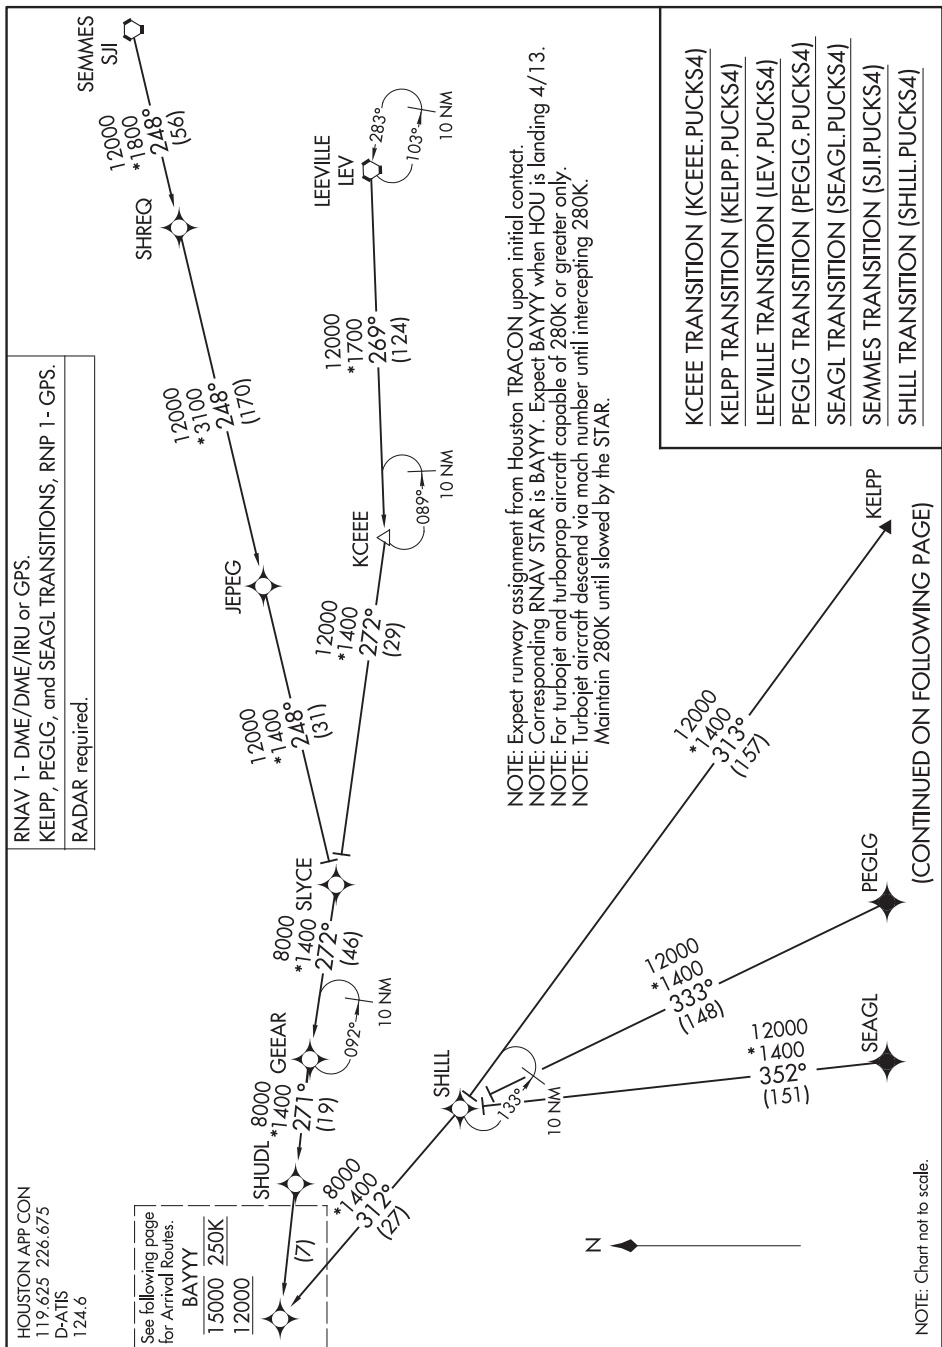 HOUSTON APP CON
119.625 226.675
D-ATIS
124.6
RNAV 1 - DME/DME/IRU or GPS.
KELPP, PEGLG, and SEAGL TRANSITIONS, RNP 1 - GPS.
RADAR required.
See following page
for Arrival Routes.
BAYYY
15000 250K
12000
(7)
SHUDL
8000
*1400
271°
(19)
GEEAR
092°
10 NM
8000
*1400
272°
(46)
SLYCE
12000
*1400
248°
(31)
JEPEG
12000
*3100
248°
(170)
SHREQ
12000
*1800
248°
(56)
SEMMES
SJI
12000
*1400
272°
(29)
KCEEE
089°
10 NM
12000
*1700
269°
(124)
LEEVILLE
LEV
283°
103°
10 NM
NOTE: Expect runway assignment from Houston TRACON upon initial contact.
NOTE: Corresponding RNAV STAR is BAYYY. Expect BAYYY when HOU is landing 4/13.
NOTE: For turbojet and turboprop aircraft capable of 280K or greater only.
NOTE: Turbojet aircraft descend via mach number until intercepting 280K.
Maintain 280K until slowed by the STAR.
8000
*1400
312°
(27)
SHLLL
133°
10 NM
12000
*1400
313°
(157)
KELPP
12000
*1400
333°
(148)
PEGLG
12000
*1400
352°
(151)
SEAGL
N
KCEEE TRANSITION (KCEEE.PUCKS4)
KELPP TRANSITION (KELPP.PUCKS4)
LEEVILLE TRANSITION (LEV.PUCKS4)
PEGLG TRANSITION (PEGLG.PUCKS4)
SEAGL TRANSITION (SEAGL.PUCKS4)
SEMMES TRANSITION (SJI.PUCKS4)
SHLLL TRANSITION (SHLLL.PUCKS4)
NOTE: Chart not to scale.
(CONTINUED ON FOLLOWING PAGE)